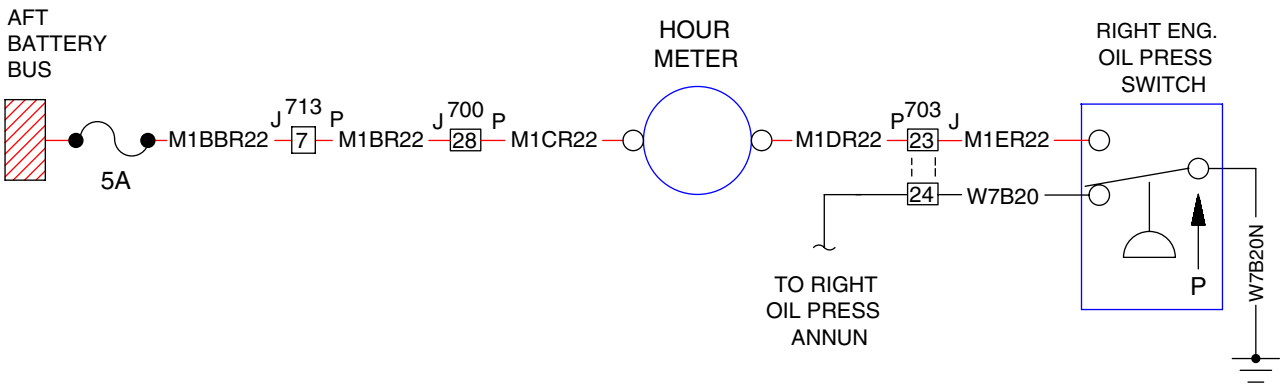 AFT
BATTERY
BUS
5A
M1BBR22
J 713 P
7
M1BR22
J 700 P
28
M1CR22
HOUR
METER
M1DR22
P 703 J
23
M1ER22
24
W7B20
TO RIGHT
OIL PRESS
ANNUN
RIGHT ENG.
OIL PRESS
SWITCH
P
W7B20N